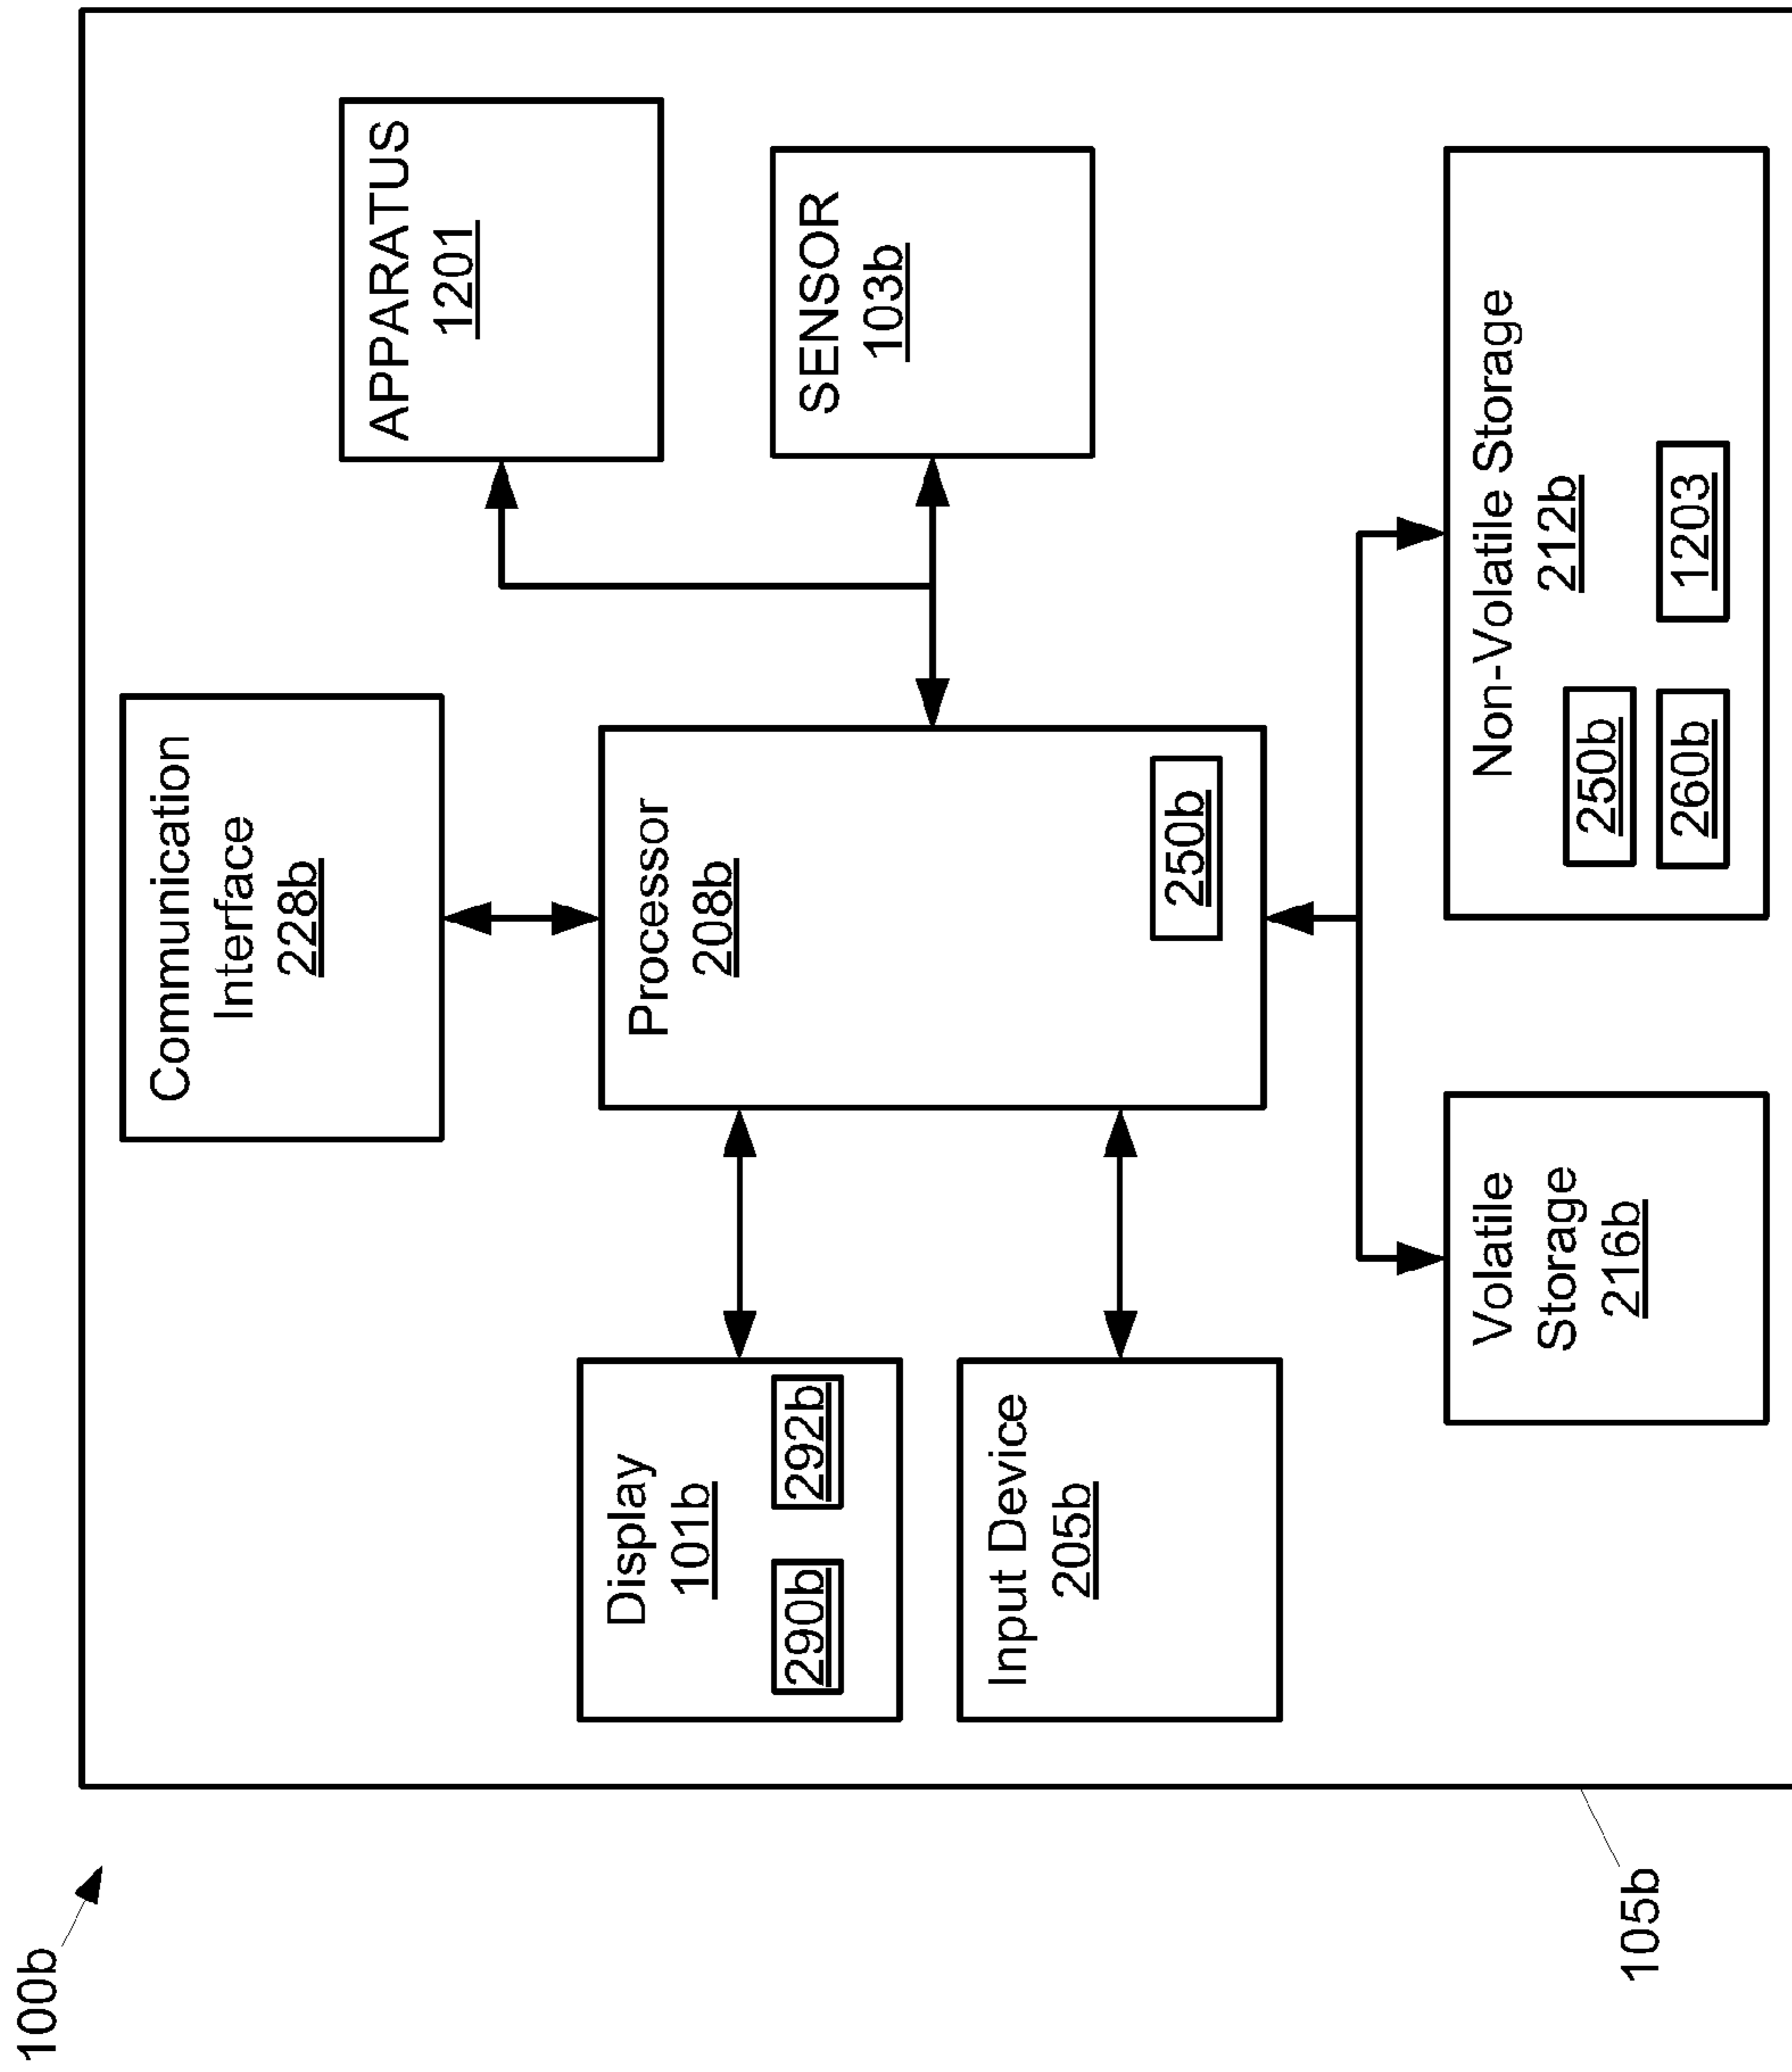 100b
105b
Communication
Interface
228b
APPARATUS
1201
Display
101b
290b
292b
Processor
208b
250b
SENSOR
103b
Input Device
205b
Volatile
Storage
216b
Non-Volatile Storage
212b
250b
260b
1203